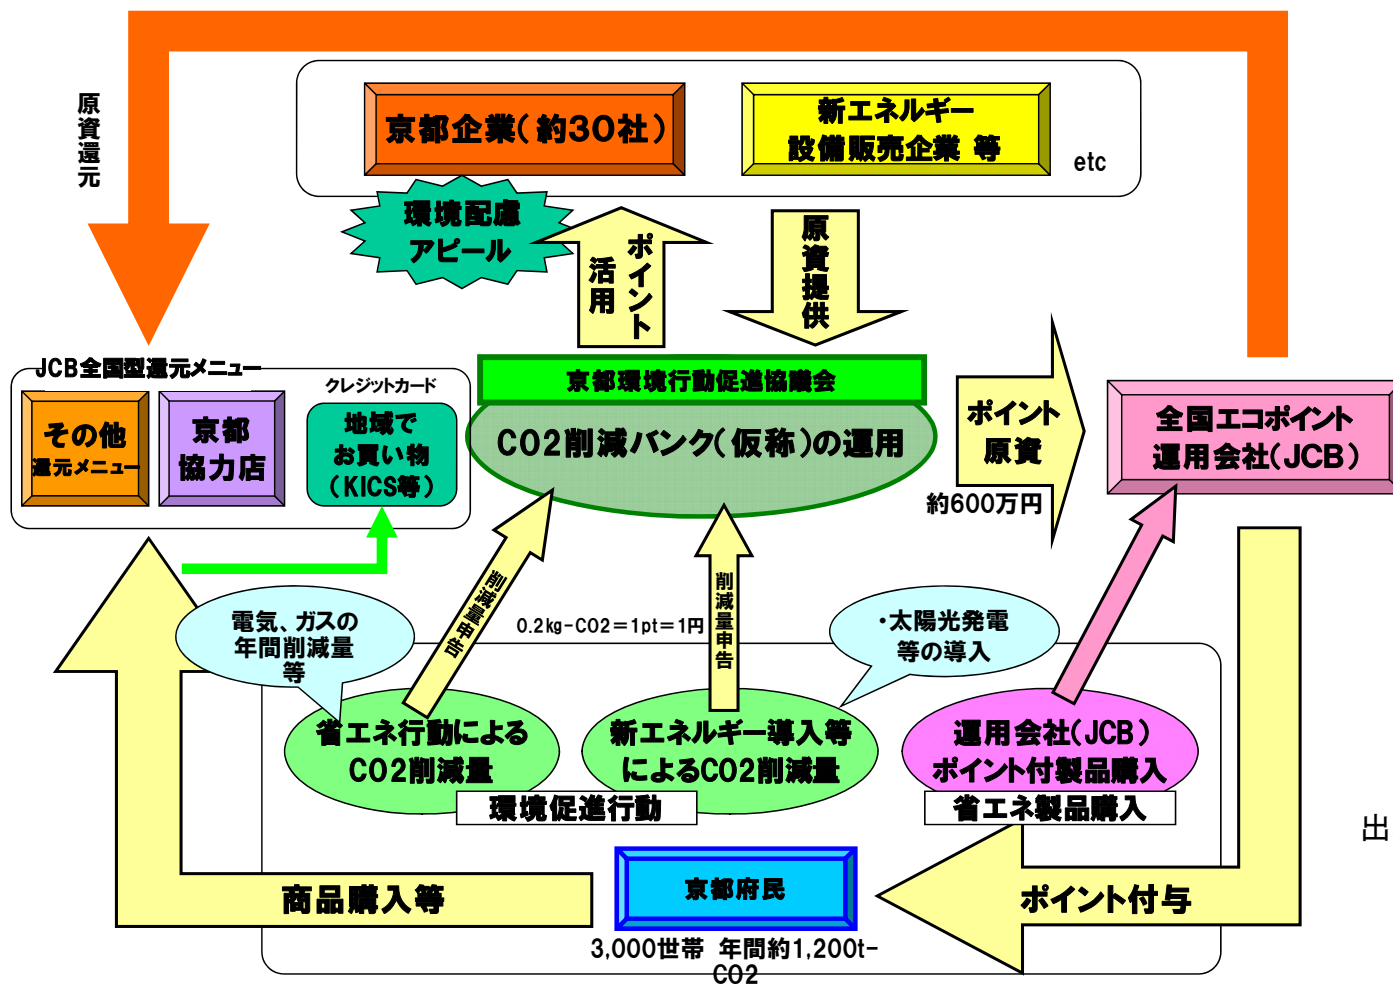 原資還元
京都企業(約30社)
新エネルギー
設備販売企業 等
etc
環境配慮
アピール
ポイント
活用
原資提供
JCB全国型還元メニュー
クレジットカード
その他
還元メニュー
京都
協力店
地域で
お買い物
(KICS等)
京都環境行動促進協議会
CO2削減バンク(仮称)の運用
ポイント
原資
約600万円
全国エコポイント
運用会社(JCB)
削減量申告
削減量申告
0.2kg-CO2=1pt=1円
電気、ガスの
年間削減量
等
・太陽光発電
等の導入
省エネ行動による
CO2削減量
新エネルギー導入等
によるCO2削減量
運用会社(JCB)
ポイント付製品購入
環境促進行動
省エネ製品購入
出
商品購入等
京都府民
ポイント付与
3,000世帯 年間約1,200t-
CO2